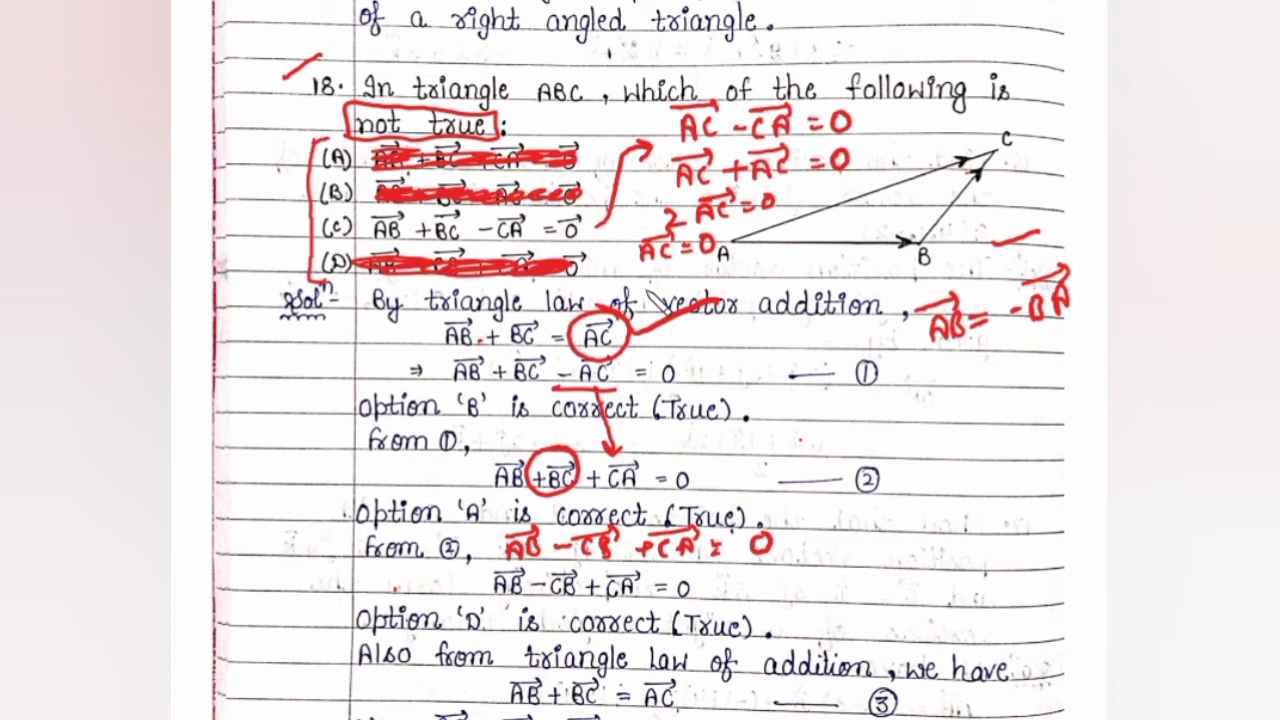 of a right angled triangle.
18. In triangle ABC, which of the following is
not true:
(A)
(B)
(C) AB⃗ + BC⃗ - CA⃗ = 0⃗
(D)
AC⃗ - CA⃗ = 0
AC⃗ + AC⃗ = 0
2 AC⃗ = 0
AC⃗ = 0
A
B
C
Solⁿ- By triangle law of vector addition,
AB⃗ = -BA⃗
AB⃗ + BC⃗ = AC⃗
⇒ AB⃗ + BC⃗ - AC⃗ = 0 —— ①
Option 'B' is correct (True).
from ①,
AB⃗ + BC⃗ + CA⃗ = 0 —— ②
Option 'A' is correct (True).
from ②, AB⃗ - CB⃗ + CA⃗ = 0
AB⃗ - CB⃗ + CA⃗ = 0
Option 'D' is correct (True).
Also from triangle law of addition, we have
AB⃗ + BC⃗ = AC⃗ —— ③